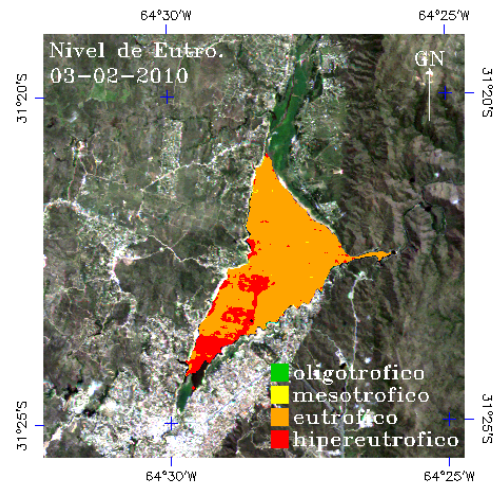 64°30'W 64°25'W
Nivel de Eutro.
03-02-2010
GN
31°20'S 31°20'S
oligotrofico
mesotrofico
eutrofico
hipereutrofico
31°25'S 31°25'S
64°30'W 64°25'W